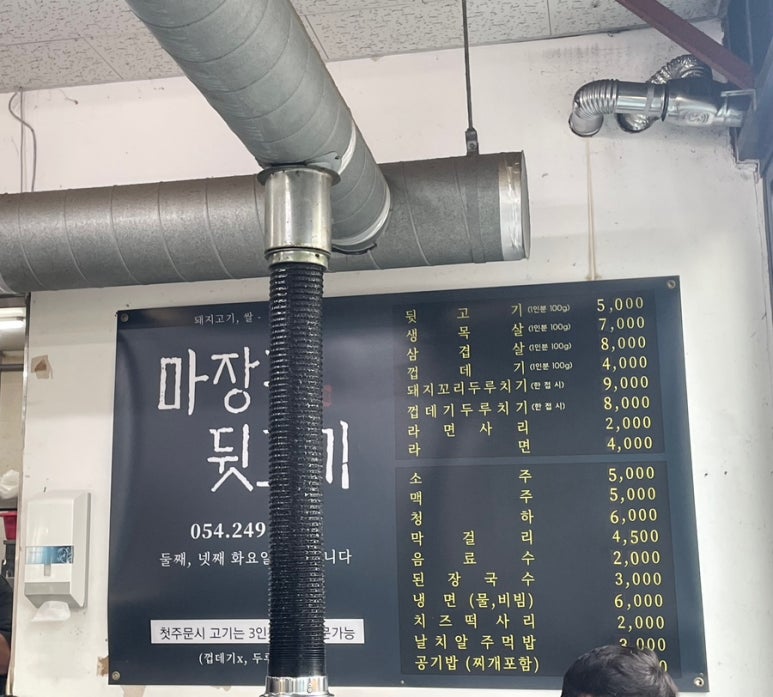 돼지고기, 쌀 -
마장
뒷 기
054.249
둘째, 넷째 화요일 니다
첫주문시 고기는 3인 가능
(껍데기x, 두
뒷 고 기 (1인분 100g) 5,000
생 목 살 (1인분 100g) 7,000
삼 겹 살 (1인분 100g) 8,000
껍 데 기 (1인분 100g) 4,000
돼지꼬리두루치기 (한 접시) 9,000
껍데기두루치기 (한 접시) 8,000
라 면 사 리 2,000
라 면 4,000
소 주 5,000
맥 주 5,000
청 하 6,000
막 걸 리 4,500
음 료 수 2,000
된 장 국 수 3,000
냉 면 (물,비빔) 6,000
치 즈 떡 사 리 2,000
날 치 알 주 먹 밥 3,000
공기밥 (찌개포함)